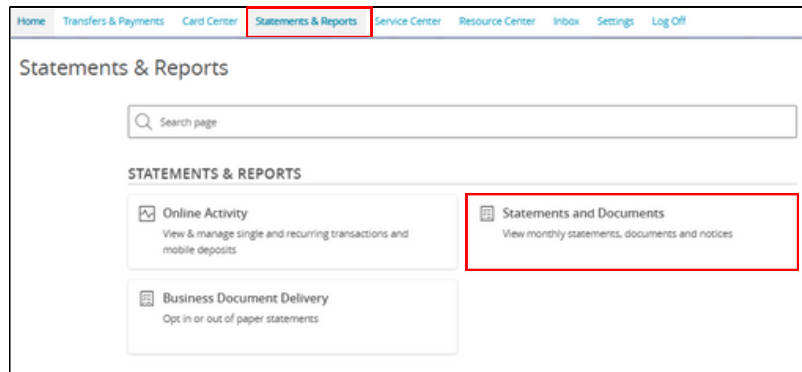 Home Transfers & Payments Card Center Statements & Reports Service Center Resource Center Inbox Settings Log Off
Statements & Reports
Search page
STATEMENTS & REPORTS
Online Activity
View & manage single and recurring transactions and
mobile deposits
Statements and Documents
View monthly statements, documents and notices
Business Document Delivery
Opt in or out of paper statements